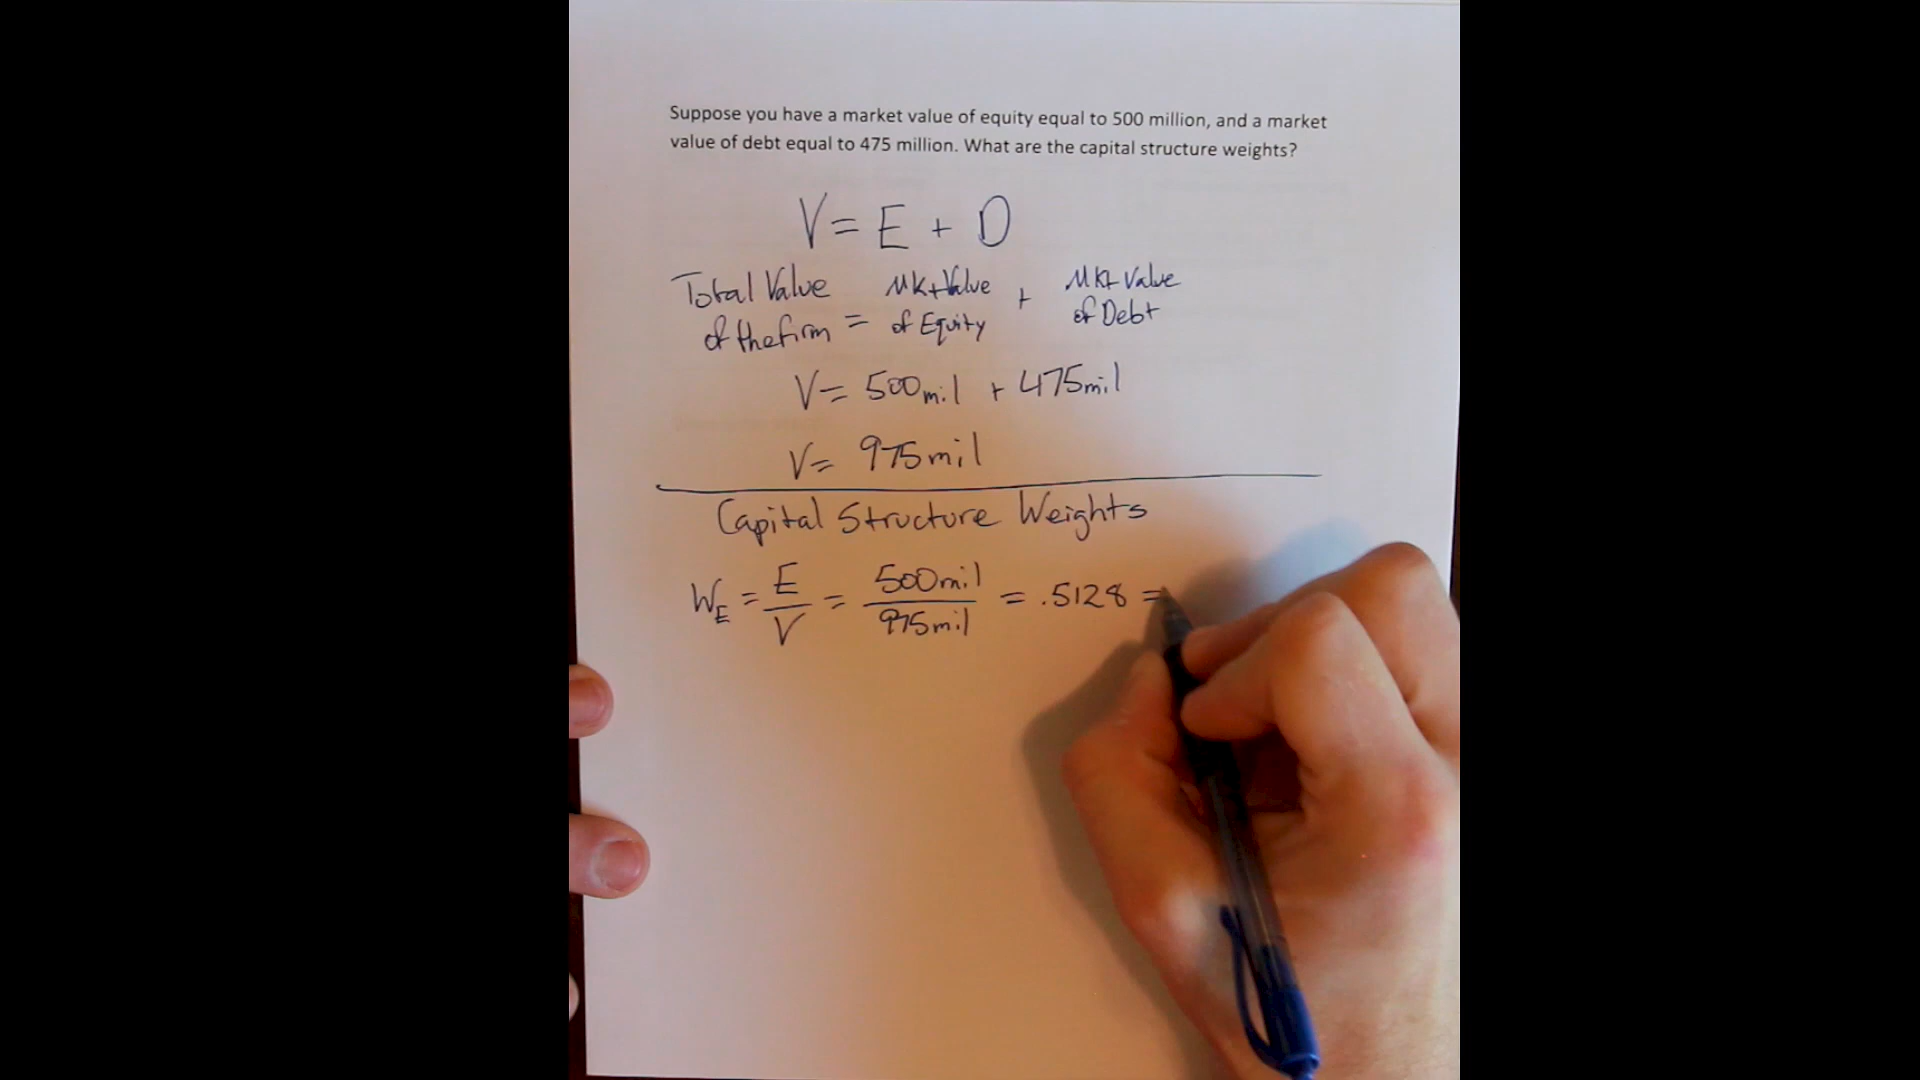 Suppose you have a market value of equity equal to 500 million, and a market
value of debt equal to 475 million. What are the capital structure weights?
V = E + D
Total Value of the firm = Mkt Value of Equity + Mkt Value of Debt
V = 500mil + 475mil
V = 975mil
Capital Structure Weights
W_E = E/V = 500mil/975mil = .5128 =